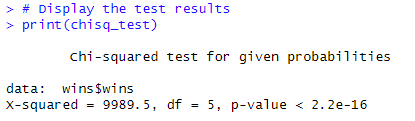 > # Display the test results
> print(chisq_test)
Chi-squared test for given probabilities
data:  wins$wins
X-squared = 9989.5, df = 5, p-value < 2.2e-16